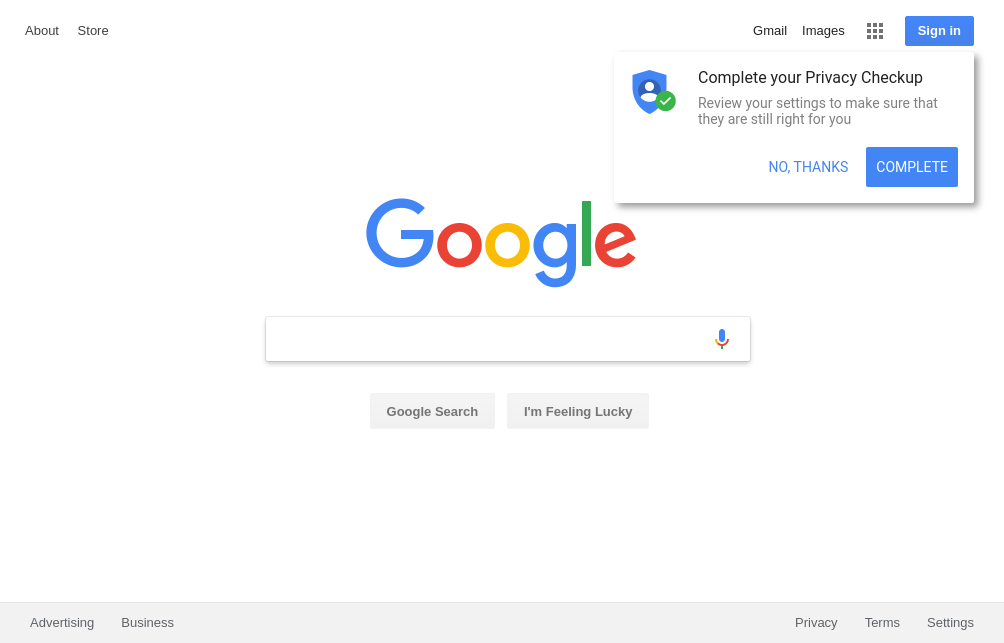 About Store Gmail Images Sign in
Complete your Privacy Checkup
Review your settings to make sure that
they are still right for you
NO, THANKS COMPLETE
Google
Google Search I'm Feeling Lucky
Advertising Business Privacy Terms Settings